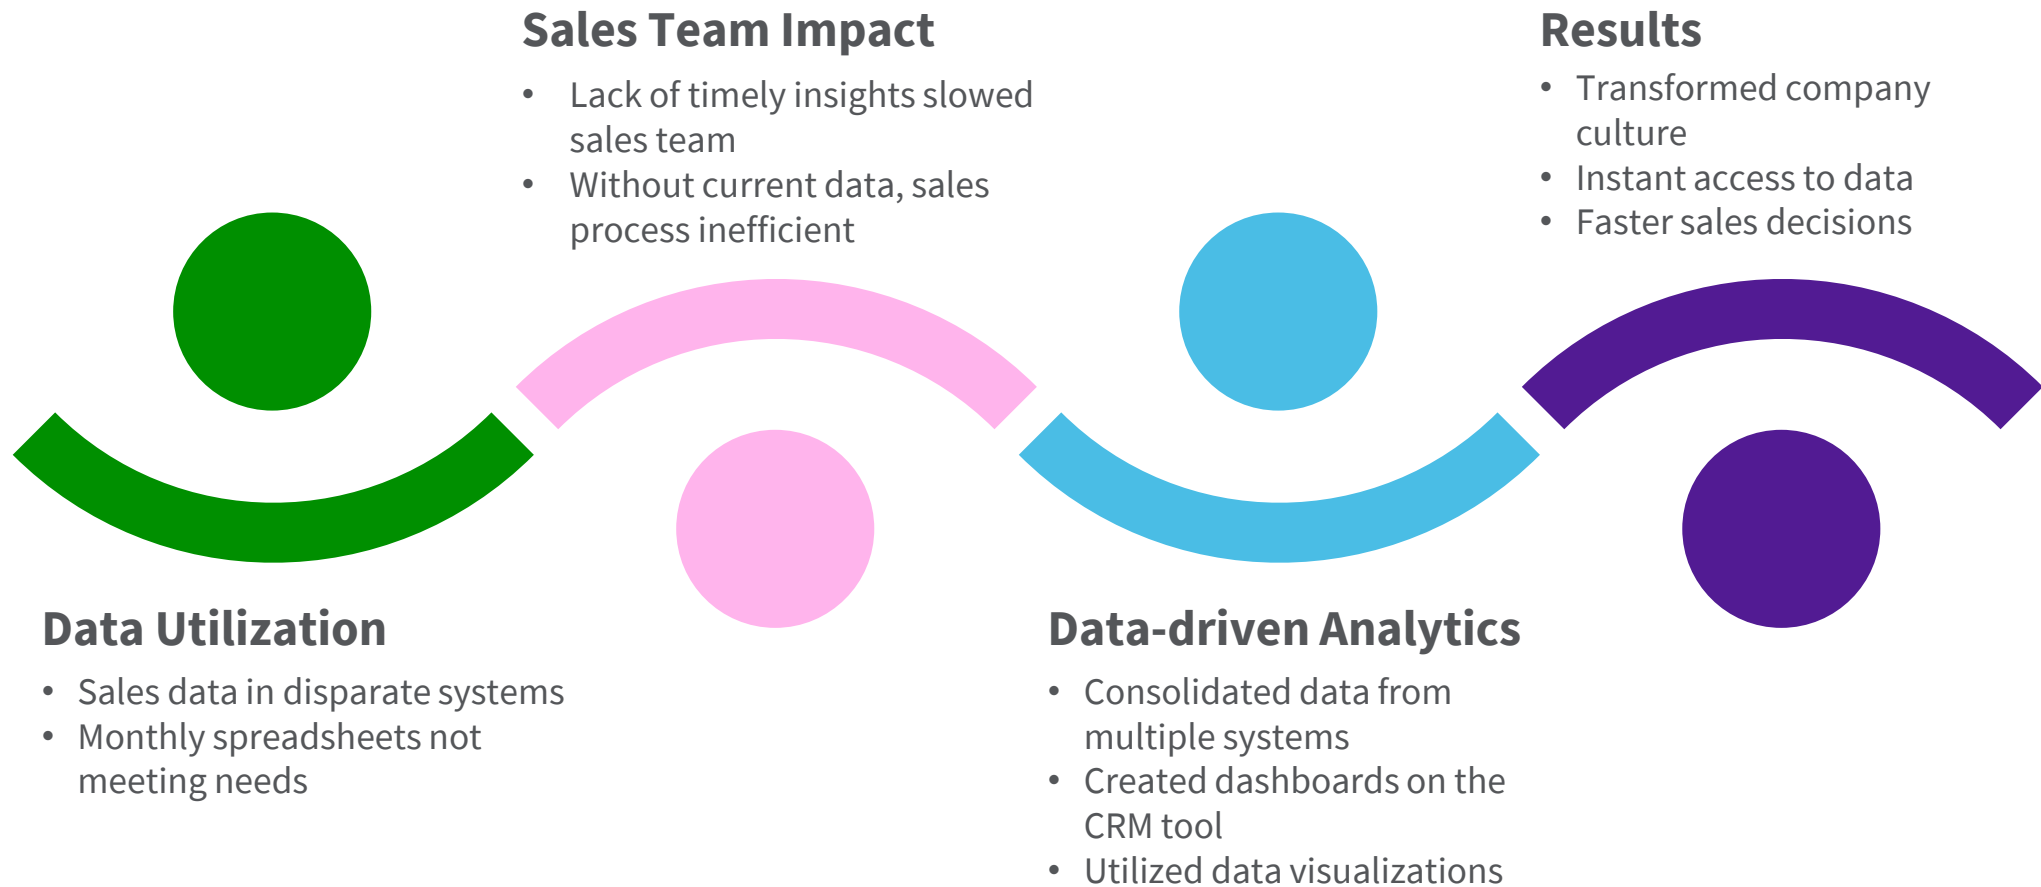 Sales Team Impact
• Lack of timely insights slowed
sales team
• Without current data, sales
process inefficient
Results
• Transformed company
culture
• Instant access to data
• Faster sales decisions
Data Utilization
• Sales data in disparate systems
• Monthly spreadsheets not
meeting needs
Data-driven Analytics
• Consolidated data from
multiple systems
• Created dashboards on the
CRM tool
• Utilized data visualizations